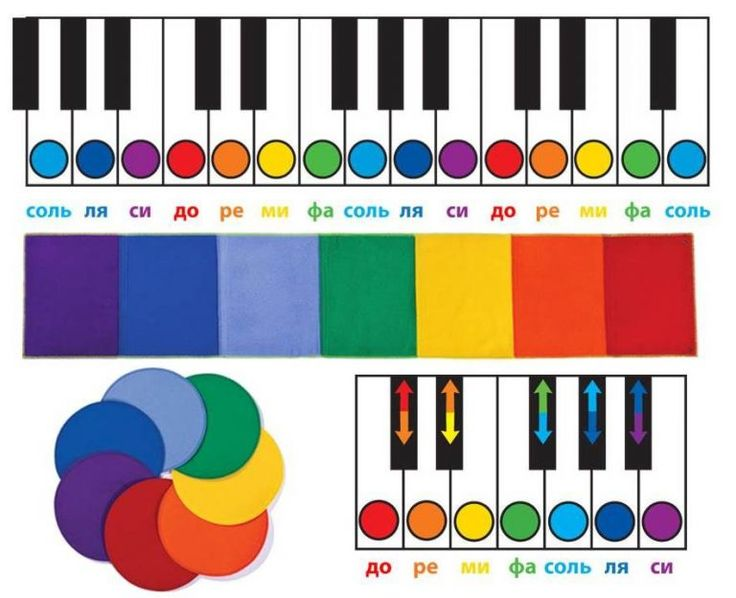 соль ля си до ре ми фа соль ля си до ре ми фа соль
до ре ми фа соль ля си